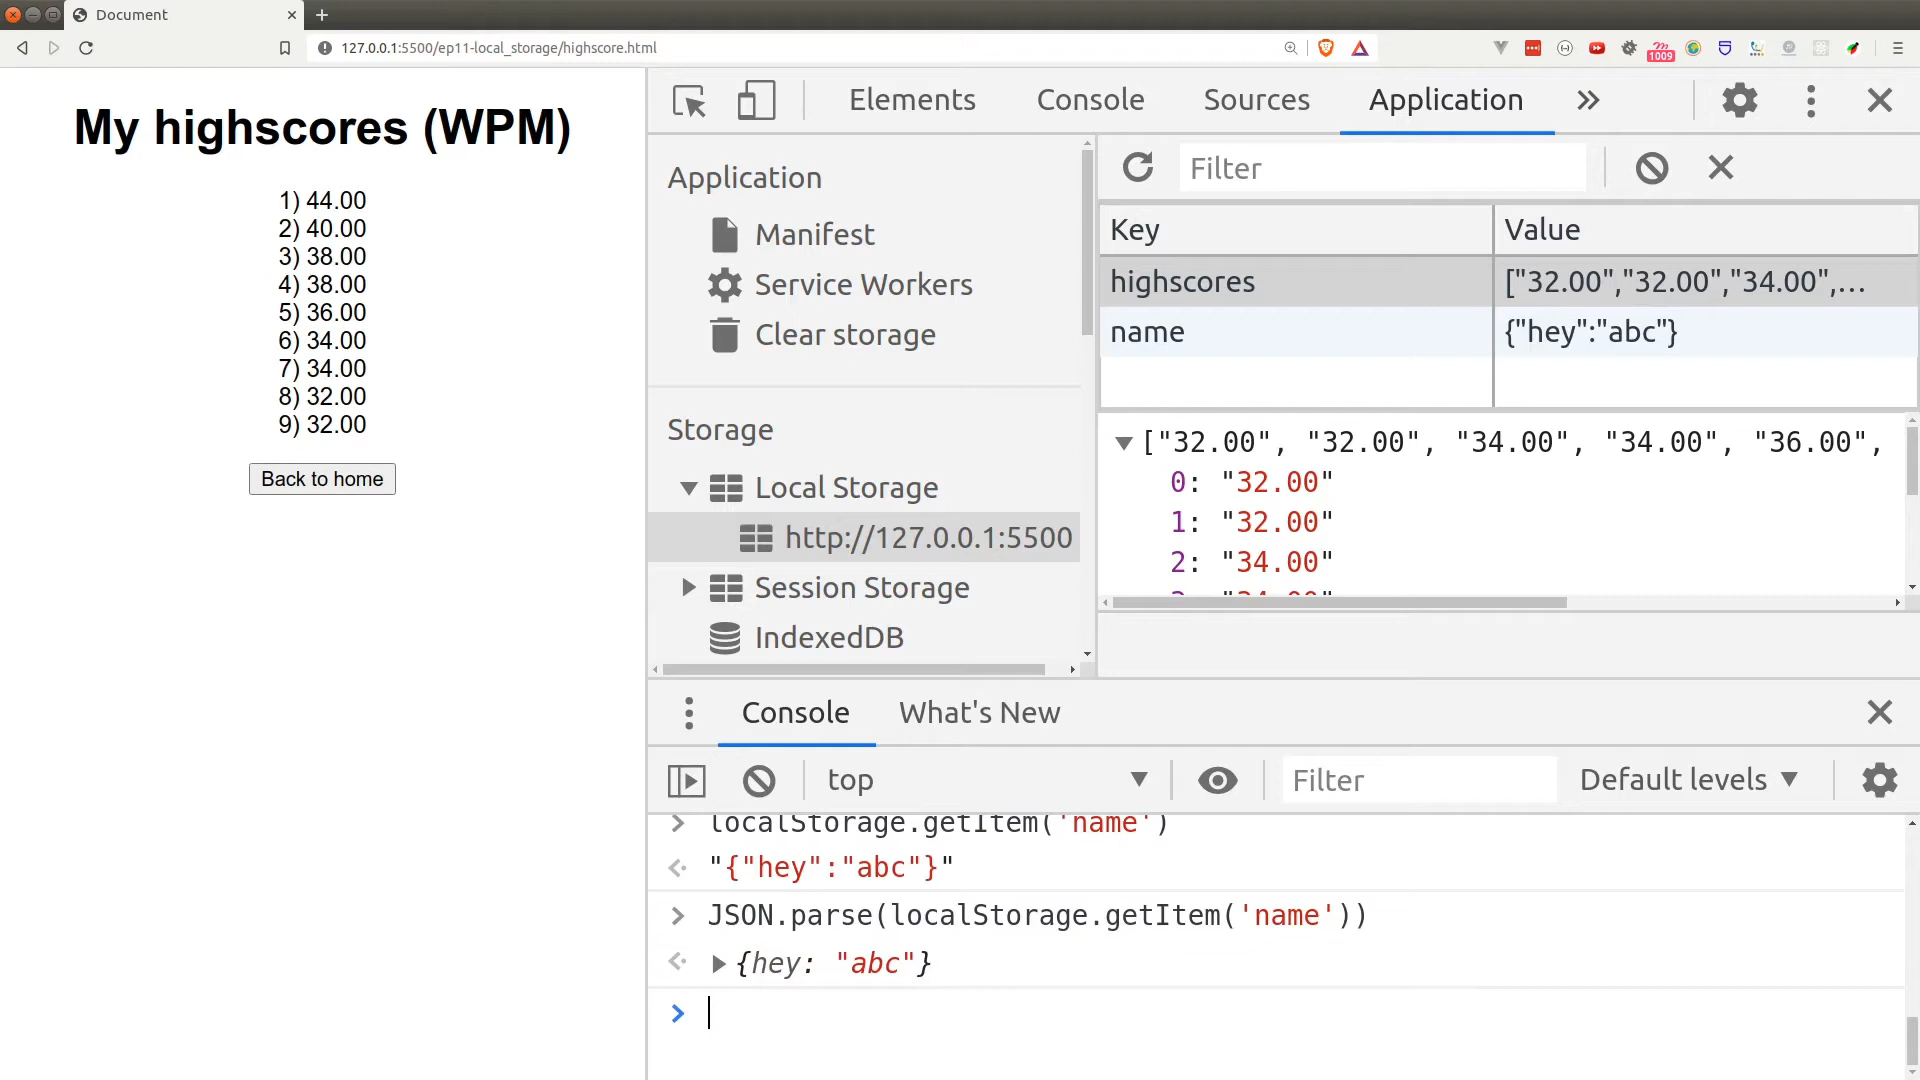 Document
127.0.0.1:5500/ep11-local_storage/highscore.html
1009
My highscores (WPM)
1) 44.00
2) 40.00
3) 38.00
4) 38.00
5) 36.00
6) 34.00
7) 34.00
8) 32.00
9) 32.00
Back to home
Elements Console Sources Application
Application
Manifest
Service Workers
Clear storage
Storage
Local Storage
http://127.0.0.1:5500
Session Storage
IndexedDB
Filter
Key Value
highscores ["32.00","32.00","34.00",…
name {"hey":"abc"}
["32.00", "32.00", "34.00", "34.00", "36.00",
0: "32.00"
1: "32.00"
2: "34.00"
3: "34.00"
Console What's New
top Filter Default levels
localStorage.getItem('name')
"{"hey":"abc"}"
JSON.parse(localStorage.getItem('name'))
{hey: "abc"}